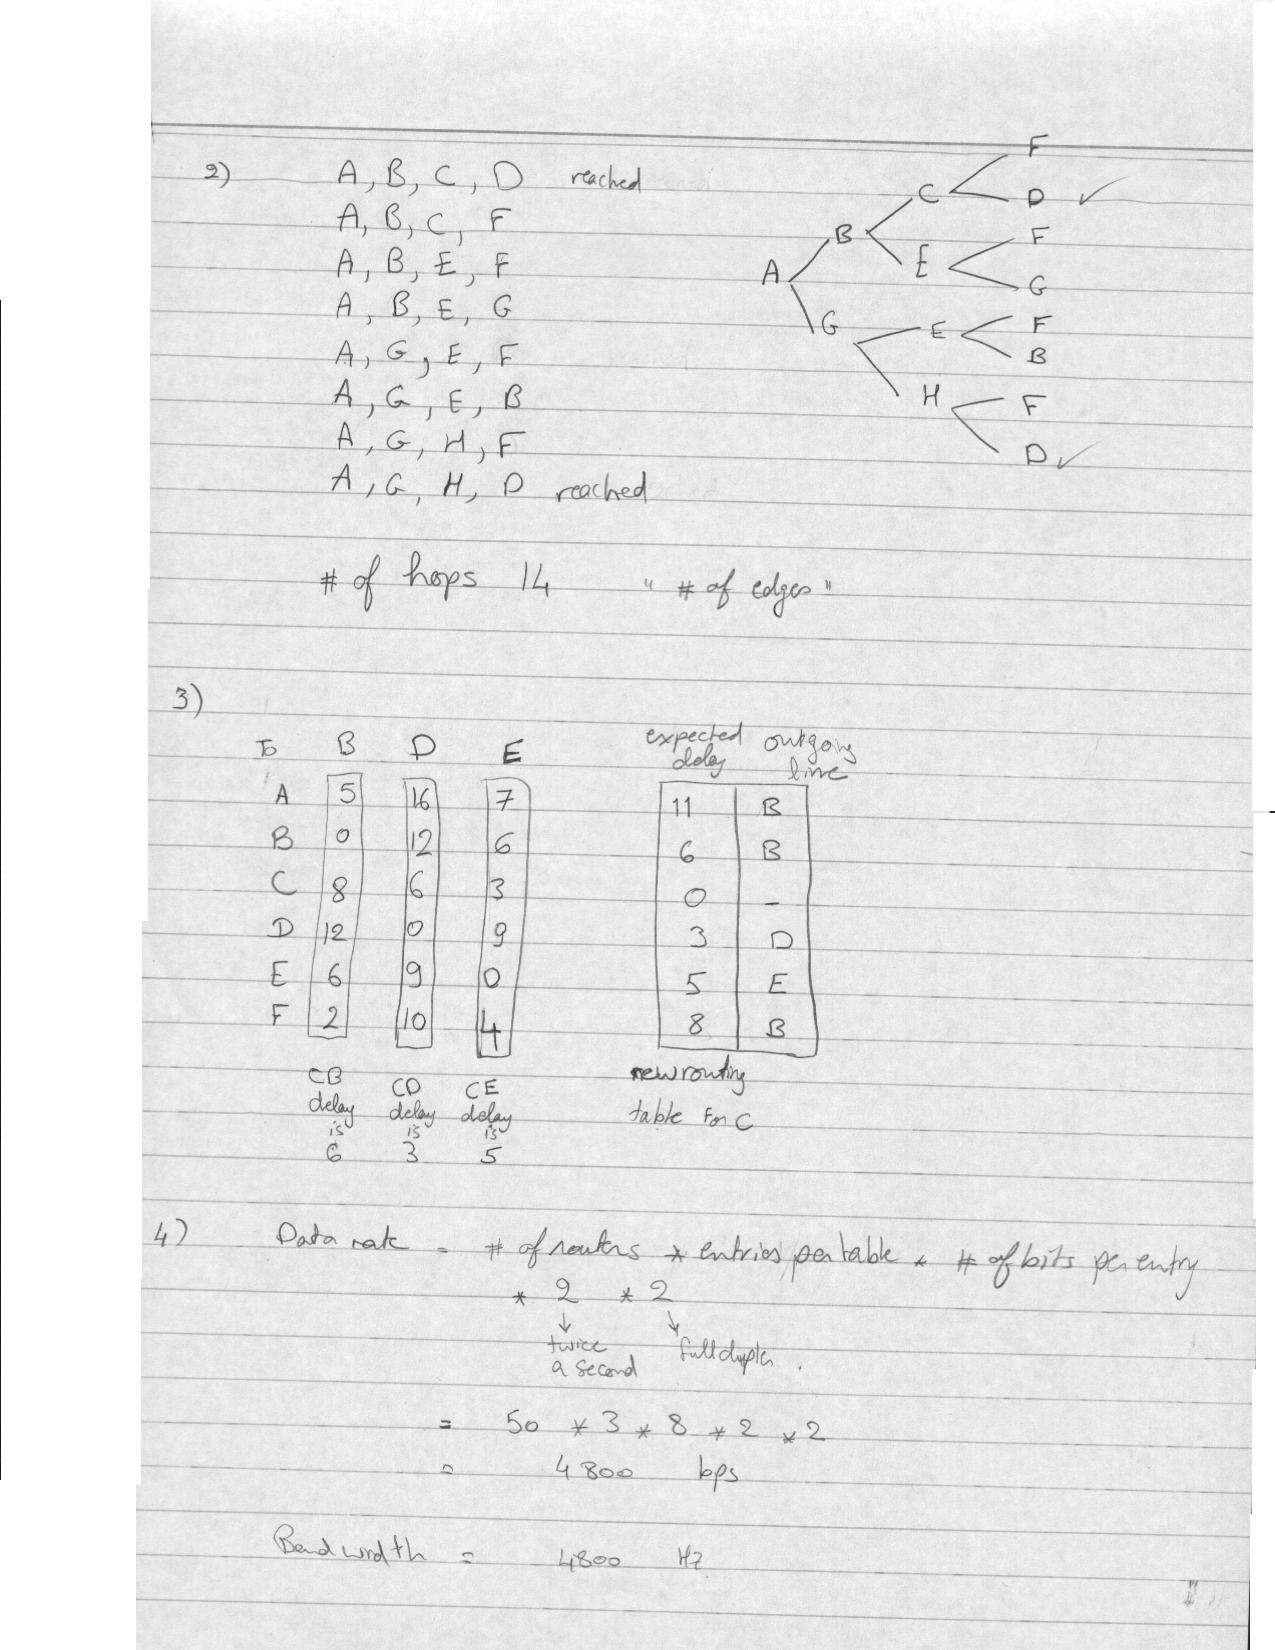 2) A, B, C, D reached
A, B, C, F
A, B, E, F
A, B, E, G
A, G, E, F
A, G, E, B
A, G, H, F
A, G, H, D reached
F
C
D ✓
B
F
E
A
G
G
F
E
B
H
F
D ✓
# of hops 14 " # of edges "
3)
To B D E expected delay outgoing line
A 5 16 7 11 B
B 0 12 6 6 B
C 8 6 3 0 -
D 12 0 9 3 D
E 6 9 0 5 E
F 2 10 4 8 B
CB delay is 6
CD delay is 3
CE delay is 5
new routing
table for C
4) Data rate = # of routers * entries per table * # of bits per entry
* 2 * 2
↓ ↓
twice a second
full duplex.
= 50 * 3 * 8 * 2 * 2
= 4800 bps
Bandwidth = 4800 Hz